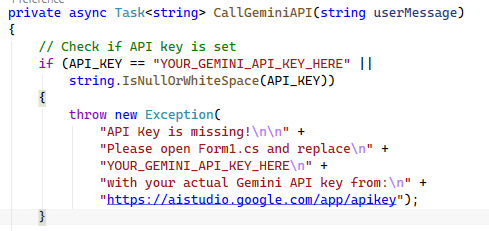 private async Task<string> CallGeminiAPI(string userMessage)
{
// Check if API key is set
if (API_KEY == "YOUR_GEMINI_API_KEY_HERE" ||
string.IsNullOrWhiteSpace(API_KEY))
{
throw new Exception(
"API Key is missing!\n\n" +
"Please open Form1.cs and replace\n" +
"YOUR_GEMINI_API_KEY_HERE\n" +
"with your actual Gemini API key from:\n" +
"https://aistudio.google.com/app/apikey");
}